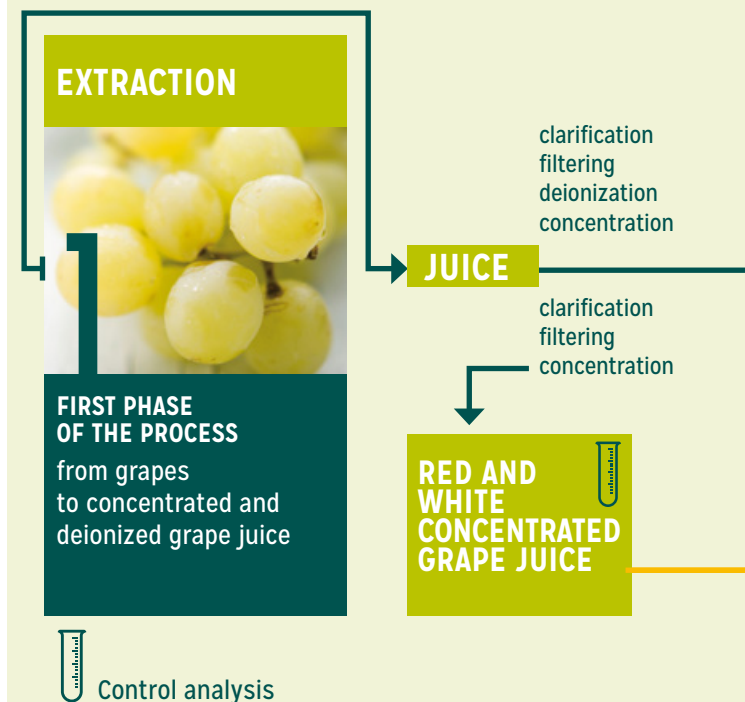 EXTRACTION
1
FIRST PHASE
OF THE PROCESS
from grapes
to concentrated and
deionized grape juice
Control analysis
clarification
filtering
deionization
concentration
JUICE
clarification
filtering
concentration
RED AND
WHITE
CONCENTRATED
GRAPE JUICE